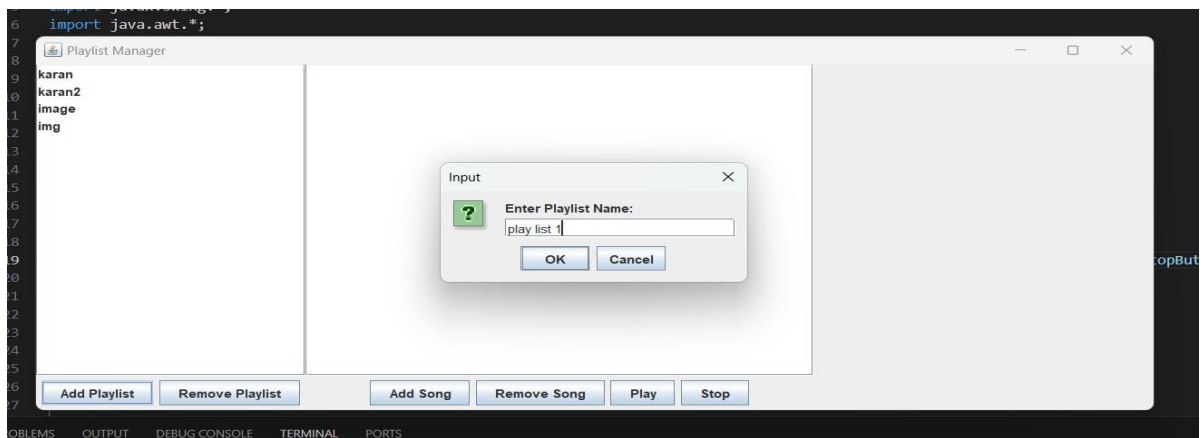 import java.awt.*;
Playlist Manager
karan
karan2
image
img
Input
Enter Playlist Name:
play list 1
OK
Cancel
Add Playlist
Remove Playlist
Add Song
Remove Song
Play
Stop
topBut
OBLEMS
OUTPUT
DEBUG CONSOLE
TERMINAL
PORTS